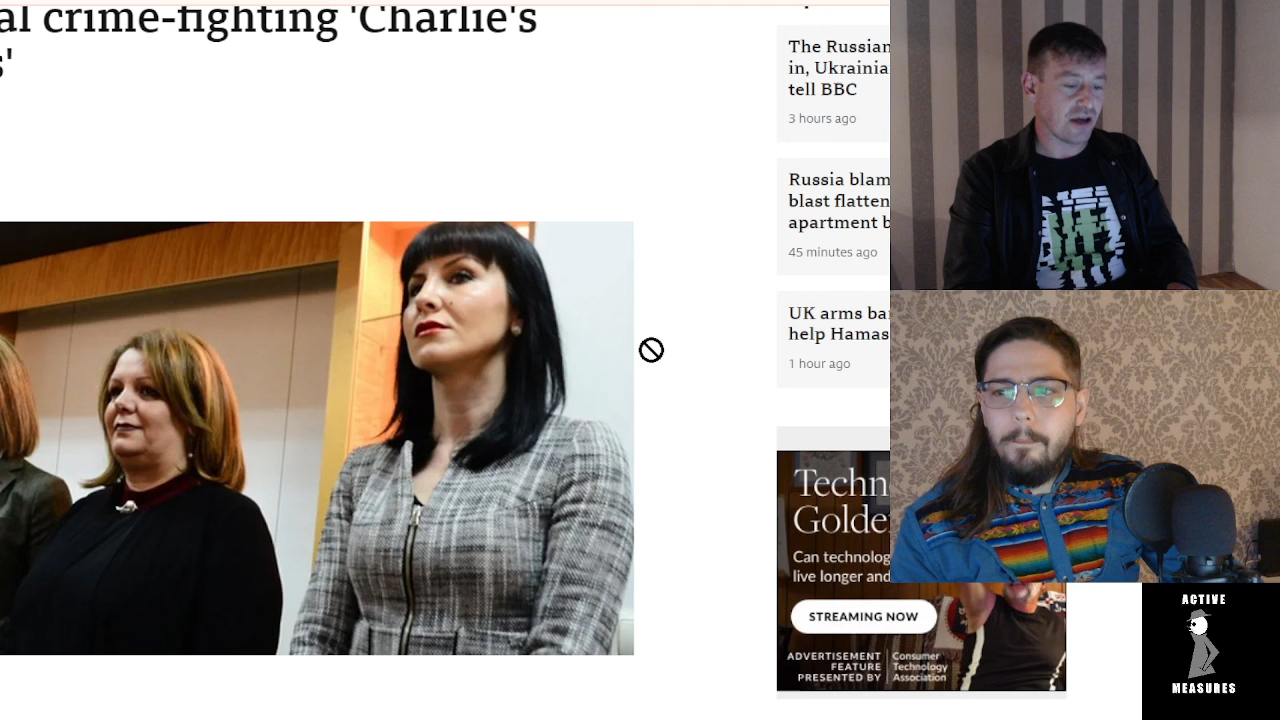 al crime-fighting 'Charlie's
s'
The Russian
in, Ukrainia
tell BBC
3 hours ago
Russia blam
blast flatten
apartment b
45 minutes ago
UK arms ba
help Hamas
1 hour ago
Techn
Golde
Can technolog
live longer and
STREAMING NOW
ADVERTISEMENT
FEATURE
PRESENTED BY
Consumer
Technology
Association
ACTIVE
MEASURES